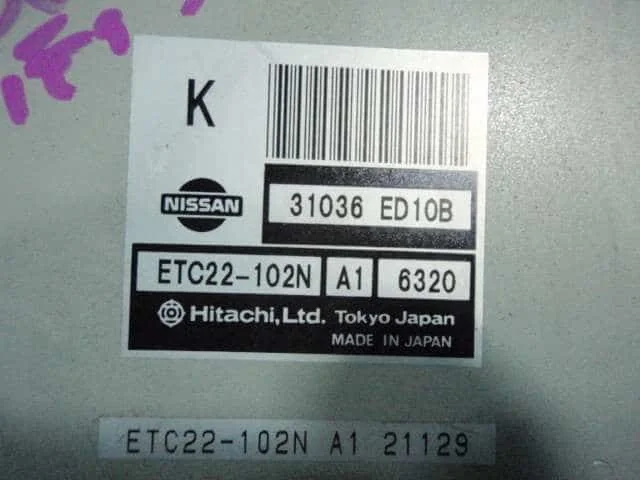 K
NISSAN
31036 ED10B
ETC22-102N A1 6320
Hitachi, Ltd. Tokyo Japan
MADE IN JAPAN
ETC22-102N A1 21129